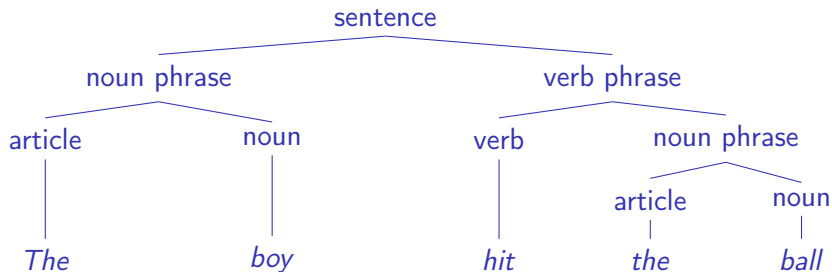 sentence
noun phrase verb phrase
article noun verb noun phrase
article noun
The boy hit the ball